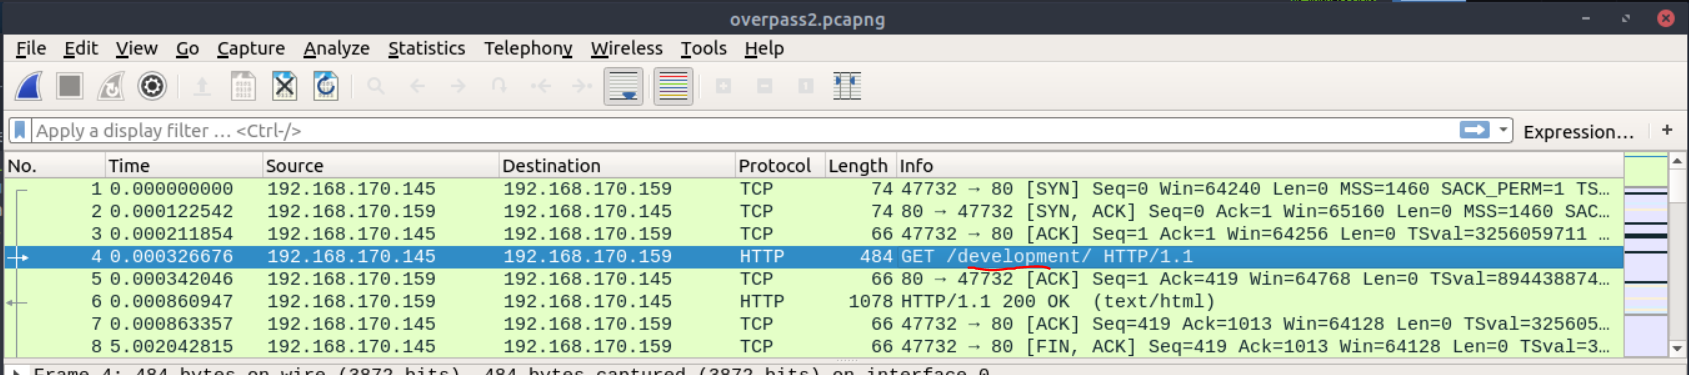 overpass2.pcapng
File Edit View Go Capture Analyze Statistics Telephony Wireless Tools Help
Apply a display filter … <Ctrl-/> Expression… +
No. Time Source Destination Protocol Length Info
1 0.000000000 192.168.170.145 192.168.170.159 TCP 74 47732 → 80 [SYN] Seq=0 Win=64240 Len=0 MSS=1460 SACK_PERM=1 TS…
2 0.000122542 192.168.170.159 192.168.170.145 TCP 74 80 → 47732 [SYN, ACK] Seq=0 Ack=1 Win=65160 Len=0 MSS=1460 SAC…
3 0.000211854 192.168.170.145 192.168.170.159 TCP 66 47732 → 80 [ACK] Seq=1 Ack=1 Win=64256 Len=0 TSval=3256059711 …
4 0.000326676 192.168.170.145 192.168.170.159 HTTP 484 GET /development/ HTTP/1.1
5 0.000342046 192.168.170.159 192.168.170.145 TCP 66 80 → 47732 [ACK] Seq=1 Ack=419 Win=64768 Len=0 TSval=894438874…
6 0.000860947 192.168.170.159 192.168.170.145 HTTP 1078 HTTP/1.1 200 OK (text/html)
7 0.000863357 192.168.170.145 192.168.170.159 TCP 66 47732 → 80 [ACK] Seq=419 Ack=1013 Win=64128 Len=0 TSval=325605…
8 5.002042815 192.168.170.145 192.168.170.159 TCP 66 47732 → 80 [FIN, ACK] Seq=419 Ack=1013 Win=64128 Len=0 TSval=3…
Frame 4: 484 bytes on wire (3872 bits), 484 bytes captured (3872 bits) on interface 0